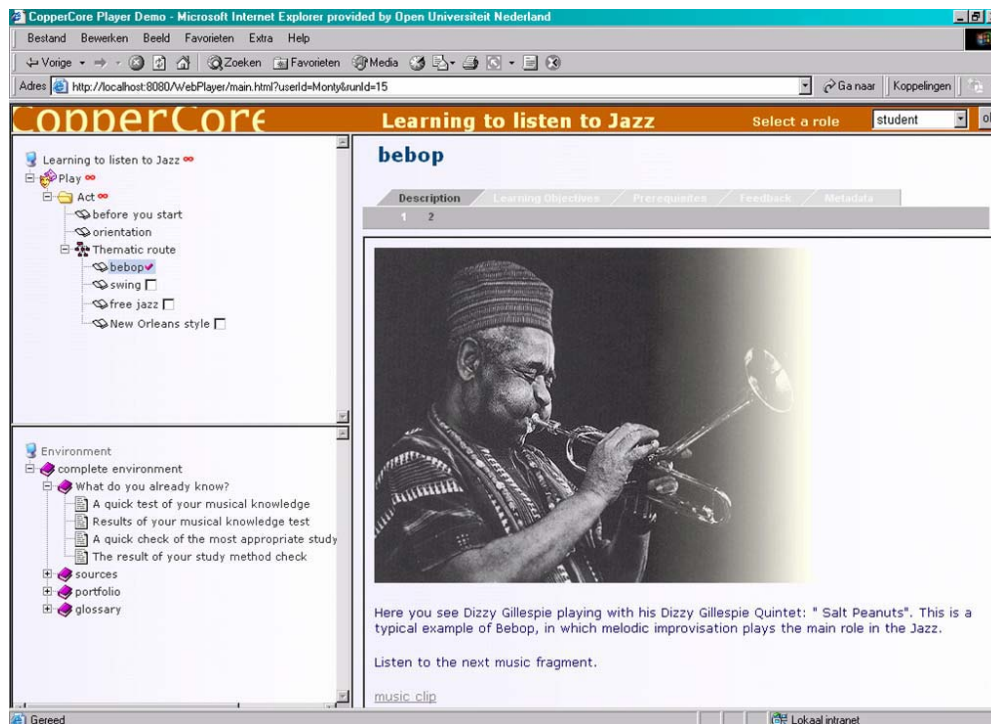 CopperCore Player Demo - Microsoft Internet Explorer provided by Open Universiteit Nederland
Bestand Bewerken Beeld Favorieten Extra Help
Vorige Zoeken Favorieten Media
Adres http://localhost:8080/WebPlayer/main.html?userId=Monty&runId=15 Ga naar Koppelingen
CopperCore Learning to listen to Jazz Select a role student
Learning to listen to Jazz
Play
Act
before you start
orientation
Thematic route
bebop
swing
free jazz
New Orleans style
Environment
complete environment
What do you already know?
A quick test of your musical knowledge
Results of your musical knowledge test
A quick check of the most appropriate study
The result of your study method check
sources
portfolio
glossary
bebop
Description Learning Objectives Prerequisites Feedback Metadata
1 2
Here you see Dizzy Gillespie playing with his Dizzy Gillespie Quintet: " Salt Peanuts". This is a
typical example of Bebop, in which melodic improvisation plays the main role in the Jazz.
Listen to the next music fragment.
music clip
Gereed Lokaal intranet